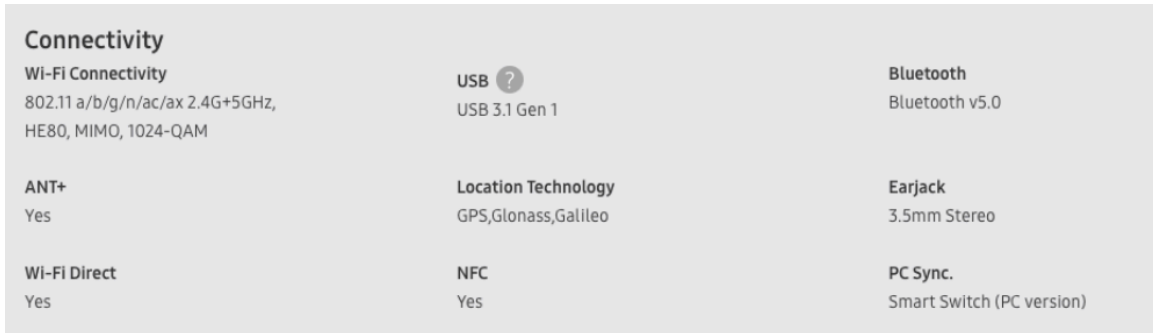 Connectivity
Wi-Fi Connectivity
802.11 a/b/g/n/ac/ax 2.4G+5GHz,
HE80, MIMO, 1024-QAM
USB ?
USB 3.1 Gen 1
Bluetooth
Bluetooth v5.0
ANT+
Yes
Location Technology
GPS,Glonass,Galileo
Earjack
3.5mm Stereo
Wi-Fi Direct
Yes
NFC
Yes
PC Sync.
Smart Switch (PC version)